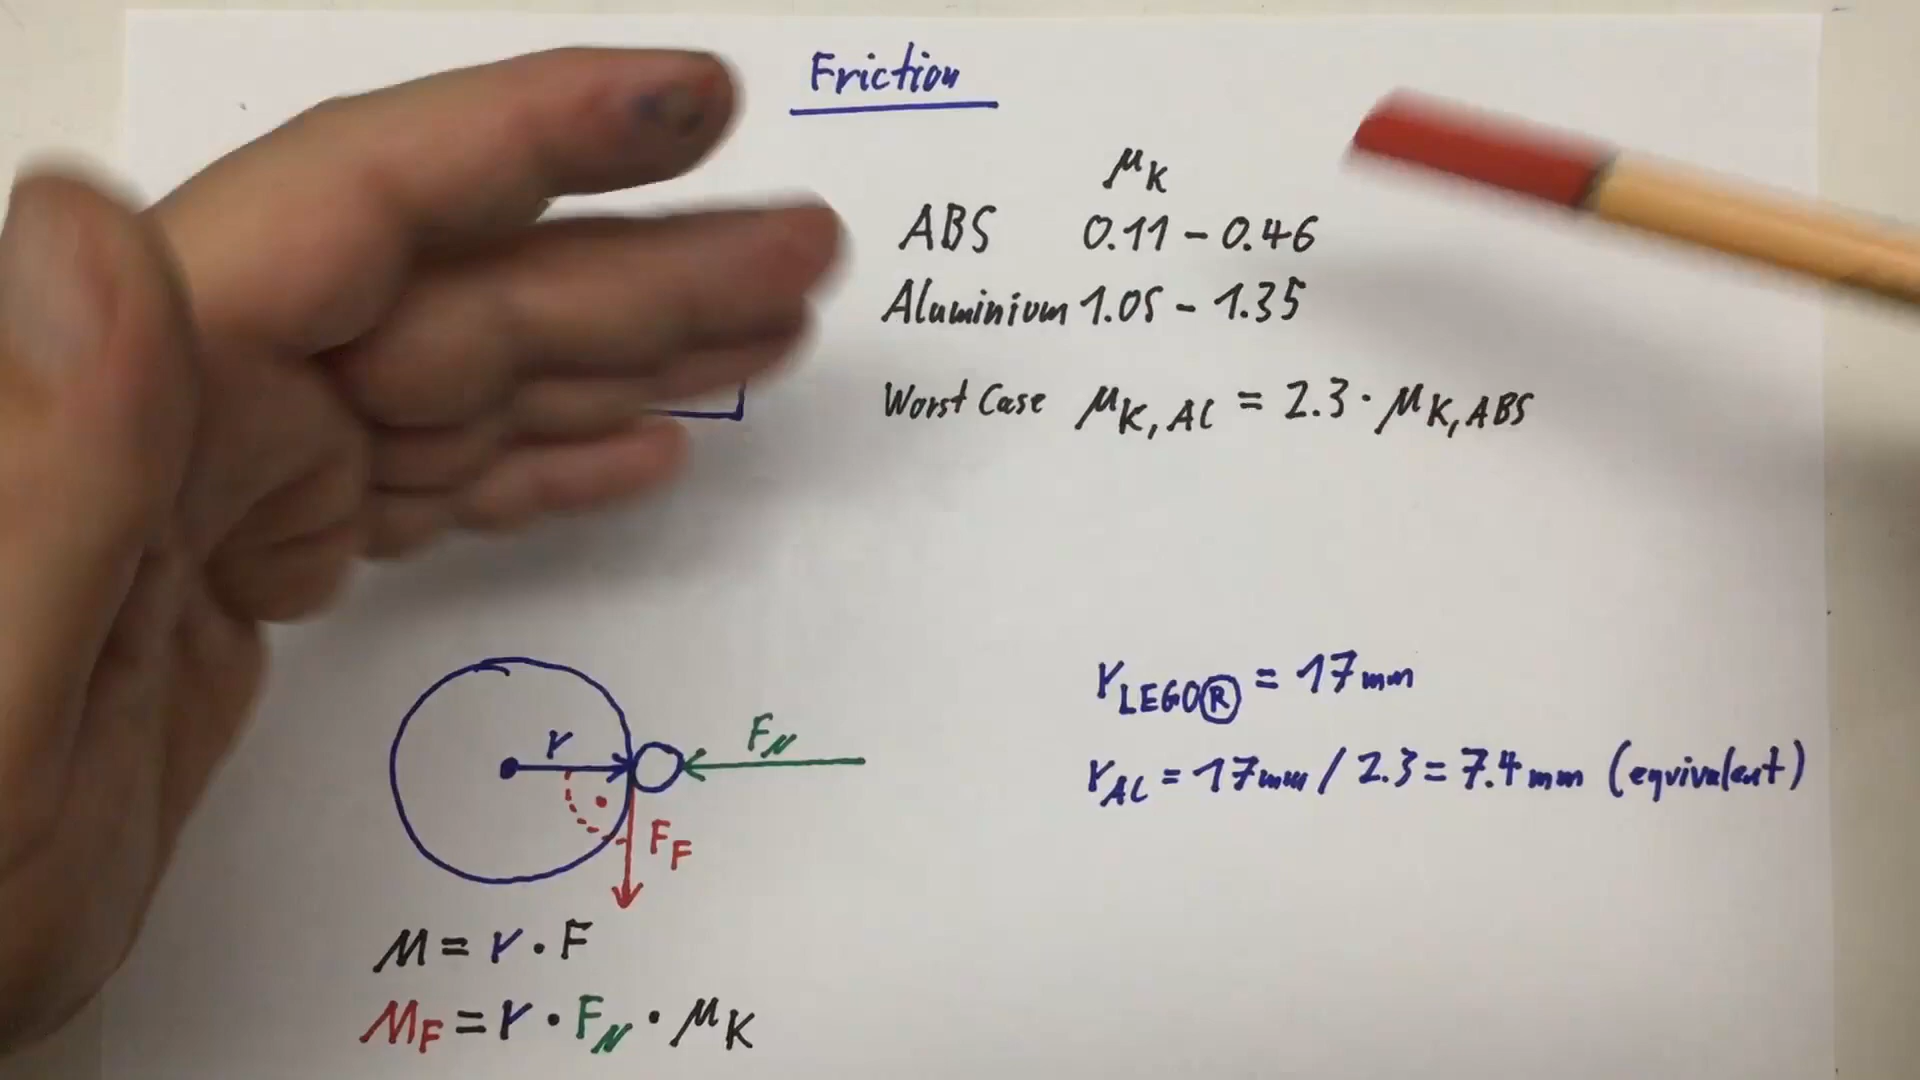 Friction
μK
ABS 0.11 - 0.46
Aluminium 1.05 - 1.35
Worst Case μK, AL = 2.3 · μK, ABS
rLEGO® = 17mm
rAL = 17mm / 2.3 = 7.4mm (equivalent)
r
FN
FF
M = r · F
MF = r · FN · μK